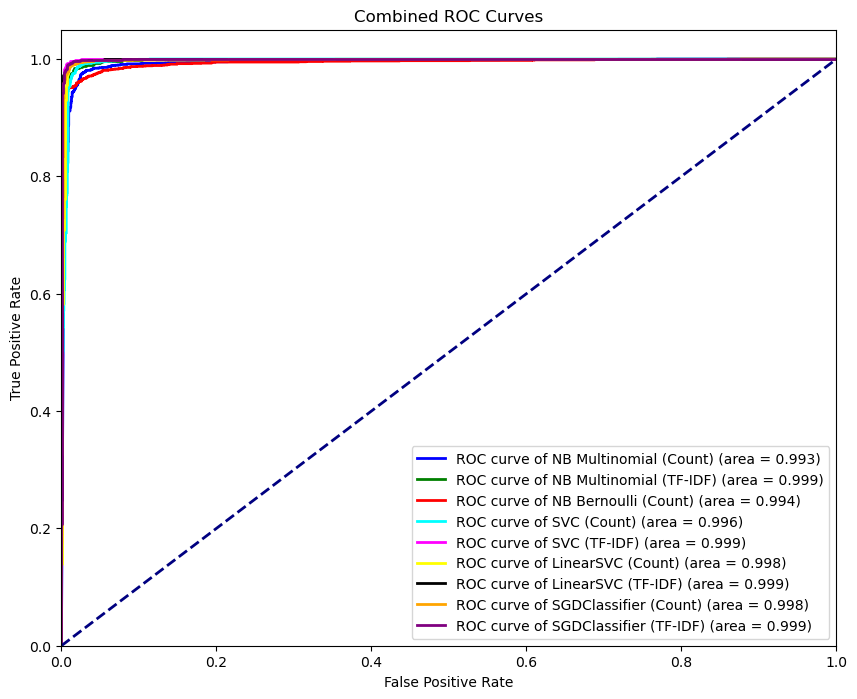 Combined ROC Curves
1.0
0.8
0.6
0.4
0.2
0.0
True Positive Rate
ROC curve of NB Multinomial (Count) (area = 0.993)
ROC curve of NB Multinomial (TF-IDF) (area = 0.999)
ROC curve of NB Bernoulli (Count) (area = 0.994)
ROC curve of SVC (Count) (area = 0.996)
ROC curve of SVC (TF-IDF) (area = 0.999)
ROC curve of LinearSVC (Count) (area = 0.998)
ROC curve of LinearSVC (TF-IDF) (area = 0.999)
ROC curve of SGDClassifier (Count) (area = 0.998)
ROC curve of SGDClassifier (TF-IDF) (area = 0.999)
0.0 0.2 0.4 0.6 0.8 1.0
False Positive Rate